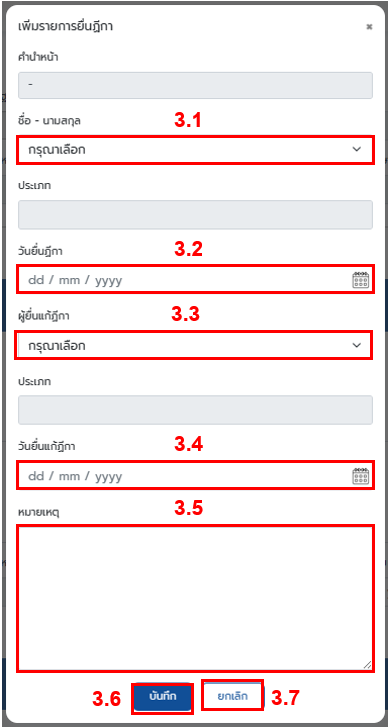 เพิ่มรายการยื่นฎีกา ×
คำนำหน้า
-
ชื่อ - นามสกุล 3.1
กรุณาเลือก
ประเภท
3.2
วันยื่นฎีกา
dd / mm / yyyy
ผู้ยื่นแก้ฎีกา 3.3
กรุณาเลือก
ประเภท
วันยื่นแก้ฎีกา 3.4
dd / mm / yyyy
หมายเหตุ 3.5
3.6 บันทึก ยกเลิก 3.7